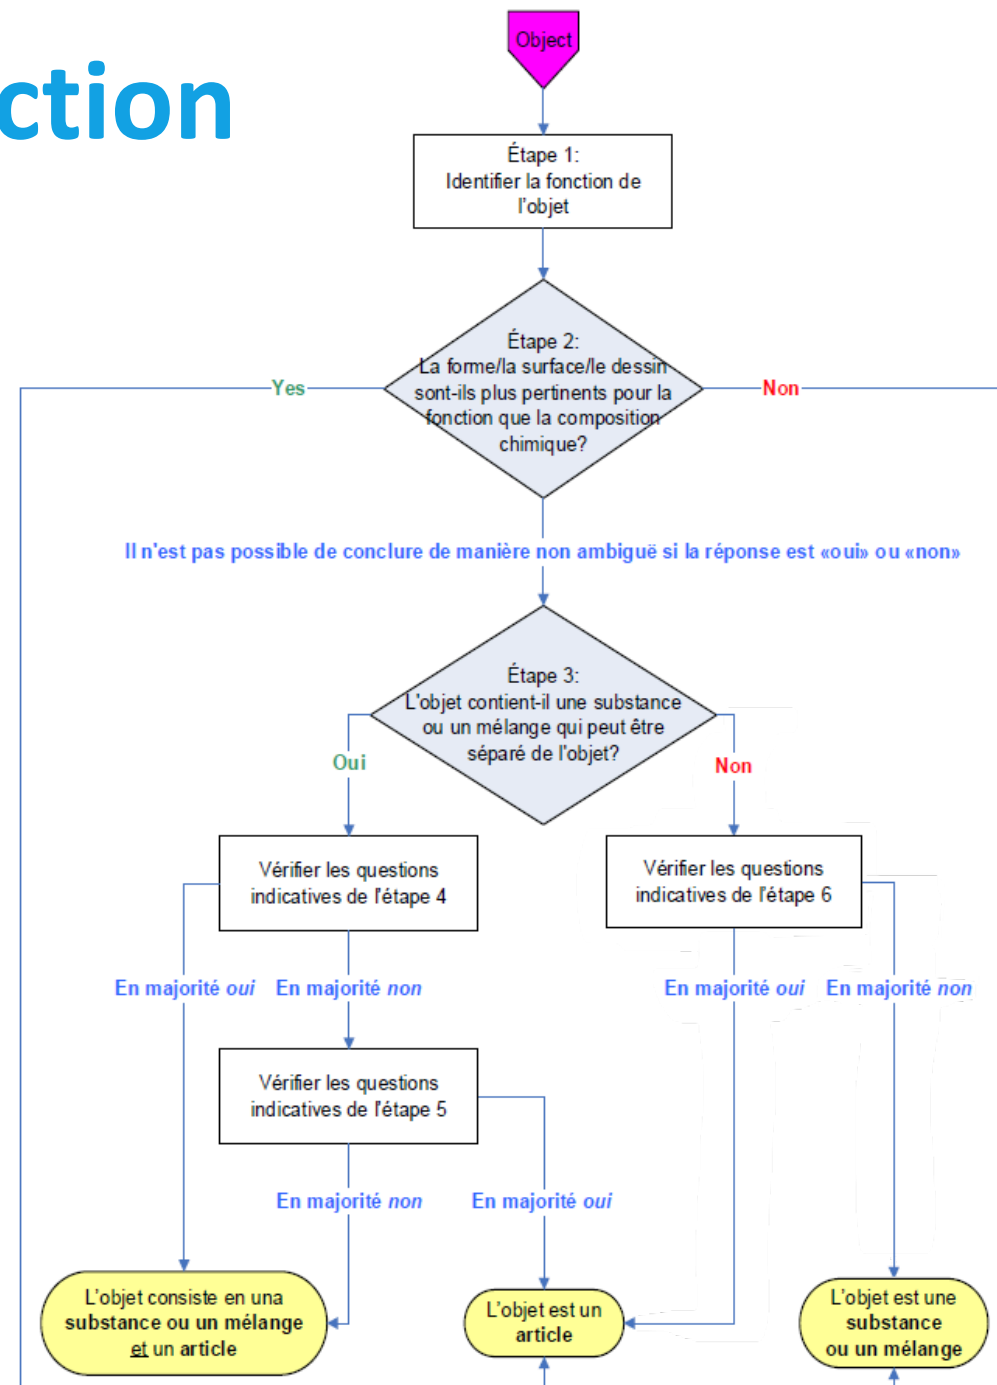 Object
ction
Étape 1:
Identifier la fonction de
l'objet
Étape 2:
La forme/la surface/le dessin
sont-ils plus pertinents pour la
fonction que la composition
chimique?
Yes
Non
Il n'est pas possible de conclure de manière non ambiguë si la réponse est «oui» ou «non»
Étape 3:
L'objet contient-il une substance
ou un mélange qui peut être
séparé de l'objet?
Oui
Non
Vérifier les questions
indicatives de l'étape 4
Vérifier les questions
indicatives de l'étape 6
En majorité oui
En majorité non
En majorité oui
En majorité non
Vérifier les questions
indicatives de l'étape 5
En majorité non
En majorité oui
L'objet consiste en una
substance ou un mélange
et un article
L'objet est un
article
L'objet est une
substance
ou un mélange